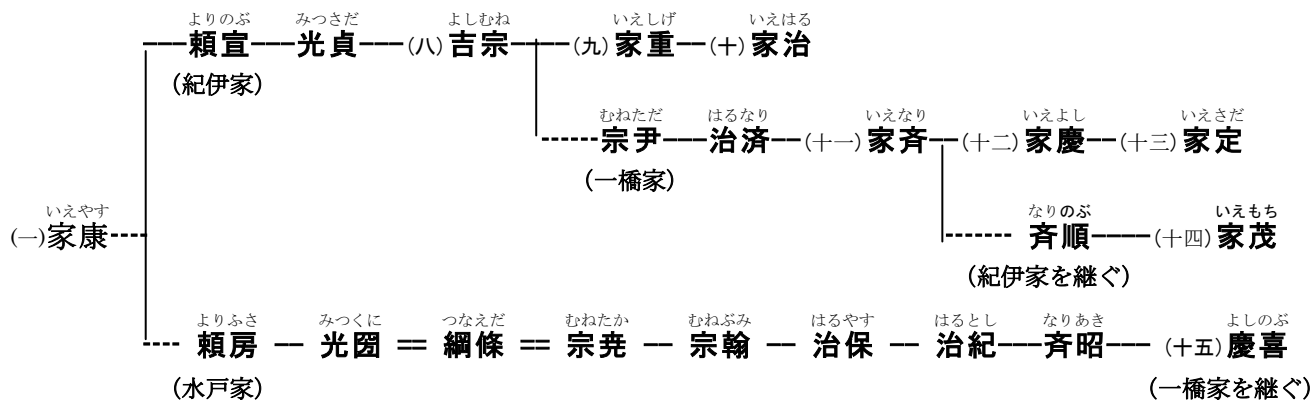 よりのぶ みつさだ よしむね いえしげ いえはる
頼宣 光貞 (八)吉宗 (九)家重 (十)家治
(紀伊家)
むねただ はるなり いえなり いえよし いえさだ
宗尹 治済 (十一)家斉 (十二)家慶 (十三)家定
(一橋家)
いえやす なりのぶ いえもち
(一)家康 斉順 (十四)家茂
(紀伊家を継ぐ)
よりふさ みつくに つなえだ むねたか むねぶみ はるやす はるとし なりあき よしのぶ
頼房 光圀 == 綱條 == 宗尭 宗翰 治保 治紀 斉昭 (十五)慶喜
(水戸家) (一橋家を継ぐ)